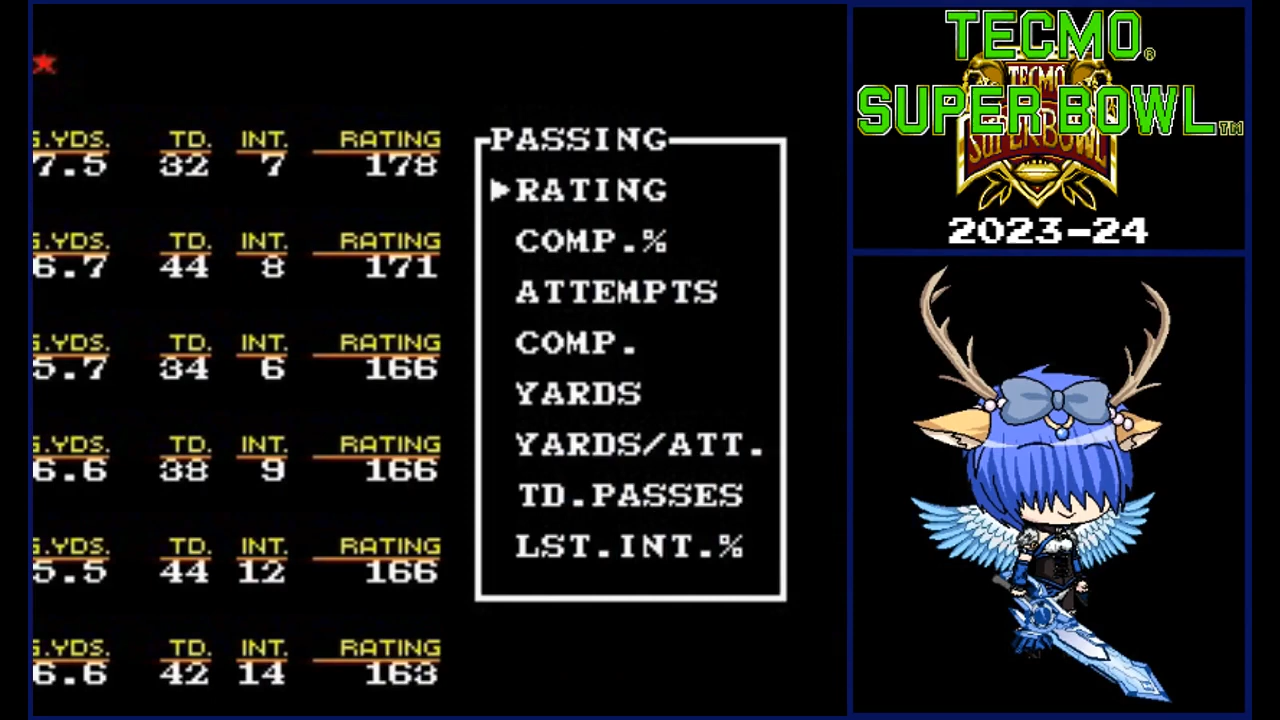 G.YDS. TD. INT. RATING
7.5 32 7 178
G.YDS. TD. INT. RATING
6.7 44 8 171
G.YDS. TD. INT. RATING
5.7 34 6 166
G.YDS. TD. INT. RATING
6.6 38 9 166
G.YDS. TD. INT. RATING
5.5 44 12 166
G.YDS. TD. INT. RATING
6.6 42 14 163
PASSING
▶RATING
COMP.%
ATTEMPTS
COMP.
YARDS
YARDS/ATT.
TD.PASSES
LST.INT.%
TECMO®
SUPER BOWL™
TECMO
SUPERBOWL
2023-24